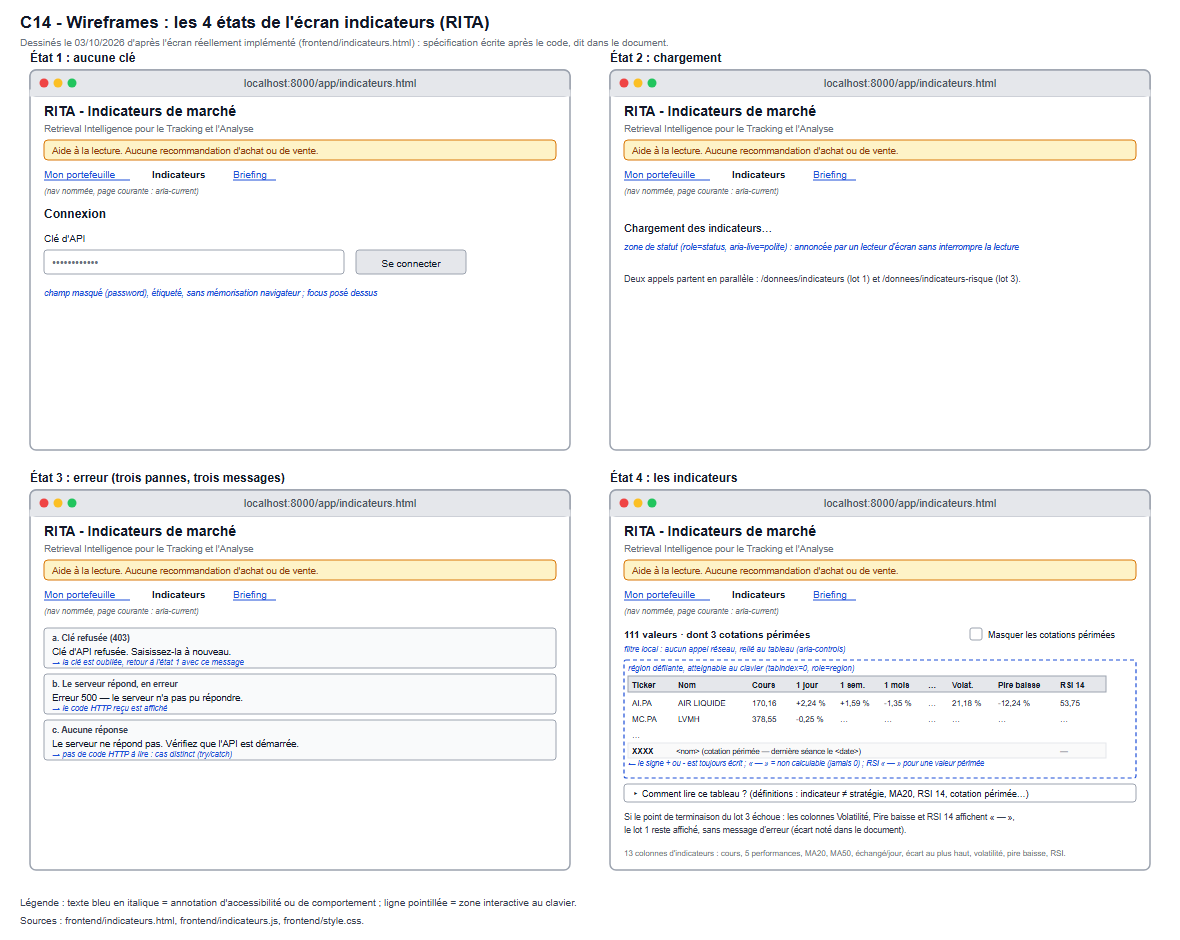 C14 - Wireframes : les 4 états de l'écran indicateurs (RITA)
Dessinés le 03/10/2026 d'après l'écran réellement implémenté (frontend/indicateurs.html) : spécification écrite après le code, dit dans le document.
État 1 : aucune clé
localhost:8000/app/indicateurs.html
RITA - Indicateurs de marché
Retrieval Intelligence pour le Tracking et l'Analyse
Aide à la lecture. Aucune recommandation d'achat ou de vente.
Mon portefeuille Indicateurs Briefing
(nav nommée, page courante : aria-current)
Connexion
Clé d'API
************
Se connecter
champ masqué (password), étiqueté, sans mémorisation navigateur ; focus posé dessus
État 2 : chargement
localhost:8000/app/indicateurs.html
RITA - Indicateurs de marché
Retrieval Intelligence pour le Tracking et l'Analyse
Aide à la lecture. Aucune recommandation d'achat ou de vente.
Mon portefeuille Indicateurs Briefing
(nav nommée, page courante : aria-current)
Chargement des indicateurs…
zone de statut (role=status, aria-live=polite) : annoncée par un lecteur d'écran sans interrompre la lecture
Deux appels partent en parallèle : /donnees/indicateurs (lot 1) et /donnees/indicateurs-risque (lot 3).
État 3 : erreur (trois pannes, trois messages)
localhost:8000/app/indicateurs.html
RITA - Indicateurs de marché
Retrieval Intelligence pour le Tracking et l'Analyse
Aide à la lecture. Aucune recommandation d'achat ou de vente.
Mon portefeuille Indicateurs Briefing
(nav nommée, page courante : aria-current)
a. Clé refusée (403)
Clé d'API refusée. Saisissez-la à nouveau.
→ la clé est oubliée, retour à l'état 1 avec ce message
b. Le serveur répond, en erreur
Erreur 500 — le serveur n'a pas pu répondre.
→ le code HTTP reçu est affiché
c. Aucune réponse
Le serveur ne répond pas. Vérifiez que l'API est démarrée.
→ pas de code HTTP à lire : cas distinct (try/catch)
État 4 : les indicateurs
localhost:8000/app/indicateurs.html
RITA - Indicateurs de marché
Retrieval Intelligence pour le Tracking et l'Analyse
Aide à la lecture. Aucune recommandation d'achat ou de vente.
Mon portefeuille Indicateurs Briefing
(nav nommée, page courante : aria-current)
111 valeurs · dont 3 cotations périmées
Masquer les cotations périmées
filtre local : aucun appel réseau, relié au tableau (aria-controls)
région défilante, atteignable au clavier (tabindex=0, role=region)
Ticker Nom Cours 1 jour 1 sem. 1 mois … Volat. Pire baisse RSI 14
AI.PA AIR LIQUIDE 170,16 +2,24 % +1,59 % -1,35 % … 21,18 % -12,24 % 53,75
MC.PA LVMH 378,55 -0,25 % … … … … … …
…
XXXX <nom> (cotation périmée — dernière séance le <date>) —
← le signe + ou - est toujours écrit ; « — » = non calculable (jamais 0) ; RSI « — » pour une valeur périmée
‣ Comment lire ce tableau ? (définitions : indicateur ≠ stratégie, MA20, RSI 14, cotation périmée…)
Si le point de terminaison du lot 3 échoue : les colonnes Volatilité, Pire baisse et RSI 14 affichent « — »,
le lot 1 reste affiché, sans message d'erreur (écart noté dans le document).
13 colonnes d'indicateurs : cours, 5 performances, MA20, MA50, échangé/jour, écart au plus haut, volatilité, pire baisse, RSI.
Légende : texte bleu en italique = annotation d'accessibilité ou de comportement ; ligne pointillée = zone interactive au clavier.
Sources : frontend/indicateurs.html, frontend/indicateurs.js, frontend/style.css.